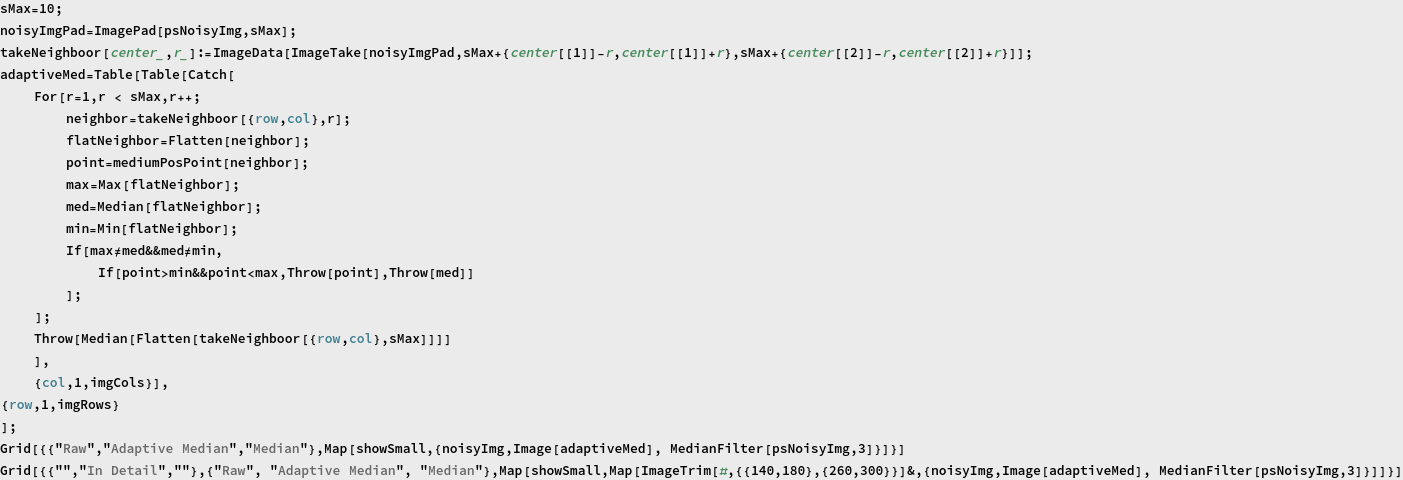 sMax=10;
noisyImgPad=ImagePad[psNoisyImg,sMax];
takeNeighboor[center_,r_]:=ImageData[ImageTake[noisyImgPad,sMax+{center[[1]]-r,center[[1]]+r},sMax+{center[[2]]-r,center[[2]]+r}]];
adaptiveMed=Table[Table[Catch[
For[r=1,r < sMax,r++;
neighbor=takeNeighboor[{row,col},r];
flatNeighbor=Flatten[neighbor];
point=mediumPosPoint[neighbor];
max=Max[flatNeighbor];
med=Median[flatNeighbor];
min=Min[flatNeighbor];
If[max≠med&&med≠min,
If[point>min&&point<max,Throw[point],Throw[med]]
];
];
Throw[Median[Flatten[takeNeighboor[{row,col},sMax]]]]
],
{col,1,imgCols}],
{row,1,imgRows}
];
Grid[{{"Raw","Adaptive Median","Median"},Map[showSmall,{noisyImg,Image[adaptiveMed], MedianFilter[psNoisyImg,3]}]}]
Grid[{{"","In Detail",""},{"Raw", "Adaptive Median", "Median"},Map[showSmall,Map[ImageTrim[#,{{140,180},{260,300}}]&,{noisyImg,Image[adaptiveMed], MedianFilter[psNoisyImg,3]}]]}]